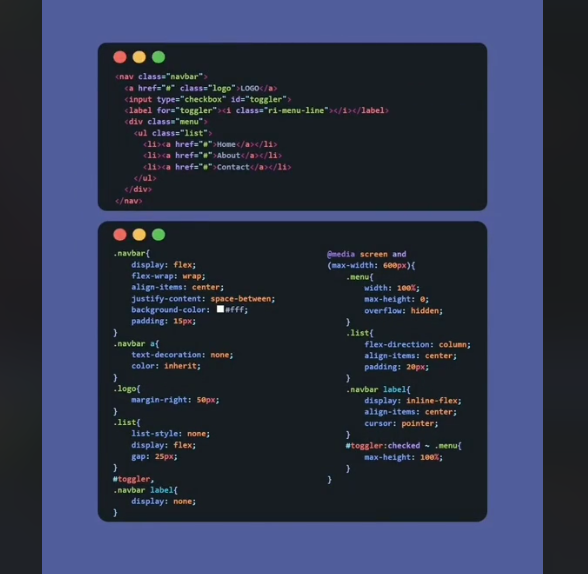 <nav class="navbar">
<a href="#" class="logo">LOGO</a>
<input type="checkbox" id="toggler">
<label for="toggler"><i class="ri-menu-line"></i></label>
<div class="menu">
<ul class="list">
<li><a href="#">Home</a></li>
<li><a href="#">About</a></li>
<li><a href="#">Contact</a></li>
</ul>
</div>
</nav>
.navbar{
display: flex;
flex-wrap: wrap;
align-items: center;
justify-content: space-between;
background-color: #fff;
padding: 15px;
}
.navbar a{
text-decoration: none;
color: inherit;
}
.logo{
margin-right: 50px;
}
.list{
list-style: none;
display: flex;
gap: 25px;
}
#toggler,
.navbar label{
display: none;
}
@media screen and
(max-width: 600px){
.menu{
width: 100%;
max-height: 0;
overflow: hidden;
}
.list{
flex-direction: column;
align-items: center;
padding: 20px;
}
.navbar label{
display: inline-flex;
align-items: center;
cursor: pointer;
}
#toggler:checked ~ .menu{
max-height: 100%;
}
}